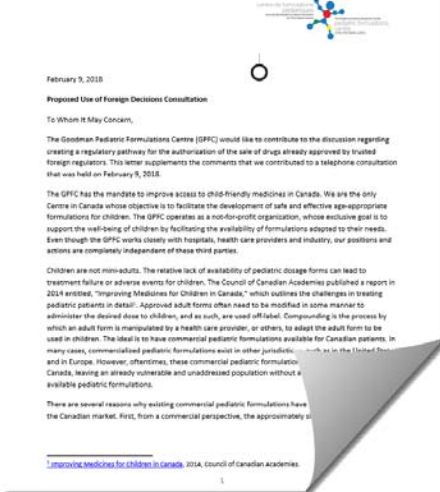 February 9, 2018
Proposed Use of Foreign Decisions Consultation
To Whom It May Concern,
The Goodman Pediatric Formulations Centre (GPFC) would like to contribute to the discussion regarding
creating a regulatory pathway for the authorization of the sale of drugs already approved by trusted
foreign regulators. This letter supplements the comments that we contributed to a telephone consultation
that was held on February 9, 2018.
The GPFC has the mandate to improve access to child-friendly medicines in Canada. We are the only
Centre in Canada whose objective is to facilitate the development of safe and effective age-appropriate
formulations for children. The GPFC operates as a not-for-profit organization, whose exclusive goal is to
support the well-being of children by facilitating the availability of formulations adapted to their needs.
Even though the GPFC works closely with hospitals, health care providers and industry, our positions and
actions are completely independent of these third parties.
Children are not mini-adults. The relative lack of availability of pediatric dosage forms can lead to
treatment failure or adverse events for children. The Council of Canadian Academies published a report in
2014 entitled, "Improving Medicines for Children in Canada," which outlines the challenges in treating
pediatric patients in detail¹. Approved adult forms often need to be modified in some manner to
administer the desired dose to children, and as such, are used off-label. Compounding is the process by
which an adult form is manipulated by a health care provider, or others, to adapt the adult form to be
used in children. The ideal is to have commercial pediatric formulations available for Canadian patients. In
many cases, commercialized pediatric formulations exist in other jurisdictions, such as in the United
and in Europe. However, oftentimes, these commercial pediatric
Canada, leaving an already vulnerable and unaddressed population without
available pediatric formulations.
There are several reasons why existing commercial pediatric formulations have
the Canadian market. First, from a commercial perspective, the approximately
¹ Improving Medicines for Children in Canada, 2014, Council of Canadian Academies
1